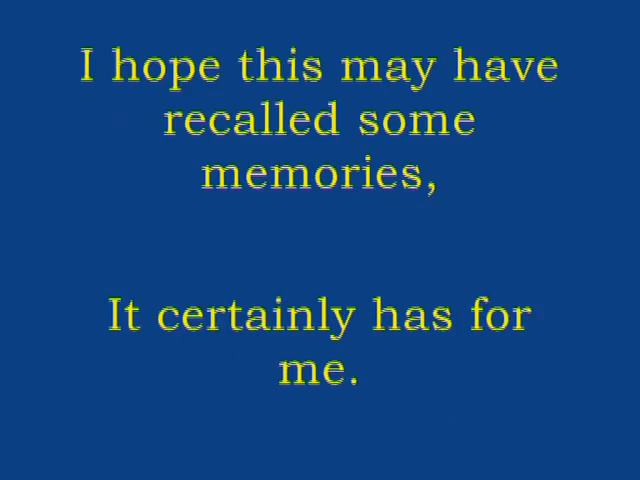 I hope this may have
recalled some
memories,
It certainly has for
me.